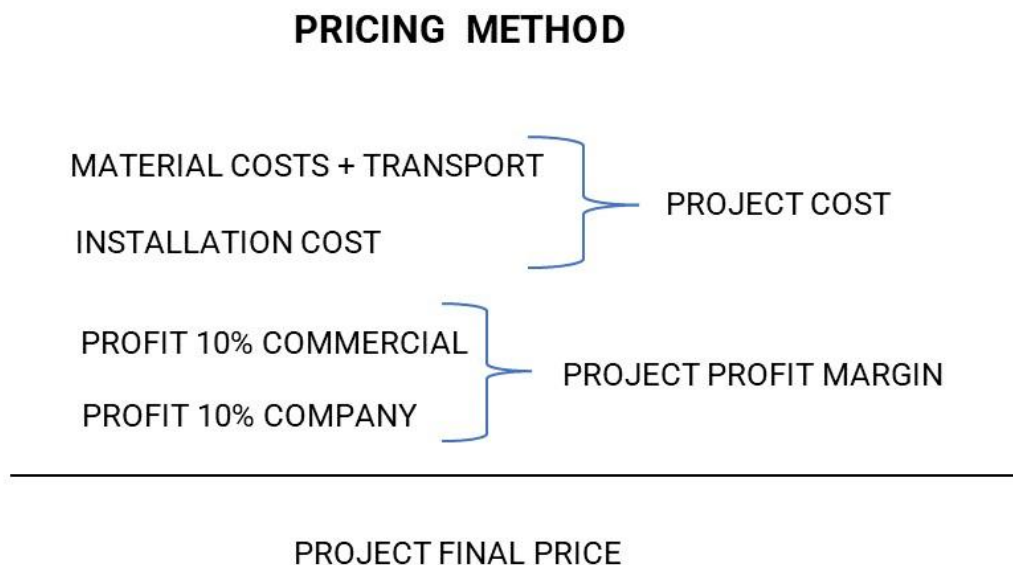 PRICING METHOD
MATERIAL COSTS + TRANSPORT
PROJECT COST
INSTALLATION COST
PROFIT 10% COMMERCIAL
PROJECT PROFIT MARGIN
PROFIT 10% COMPANY
PROJECT FINAL PRICE